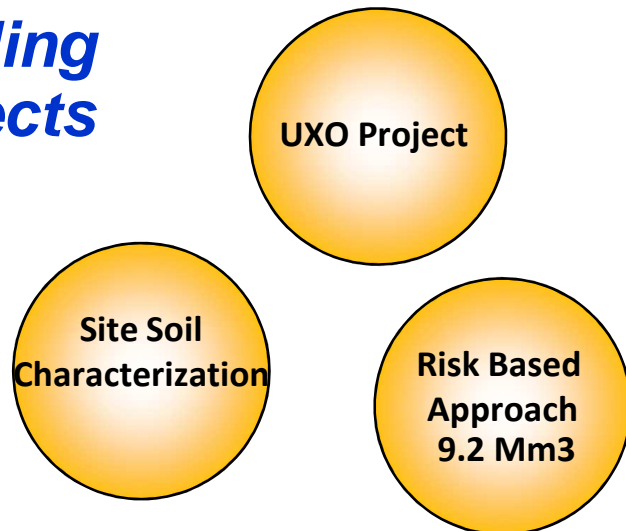 ling
ects
UXO Project
Site Soil
Characterization
Risk Based
Approach
9.2 Mm3